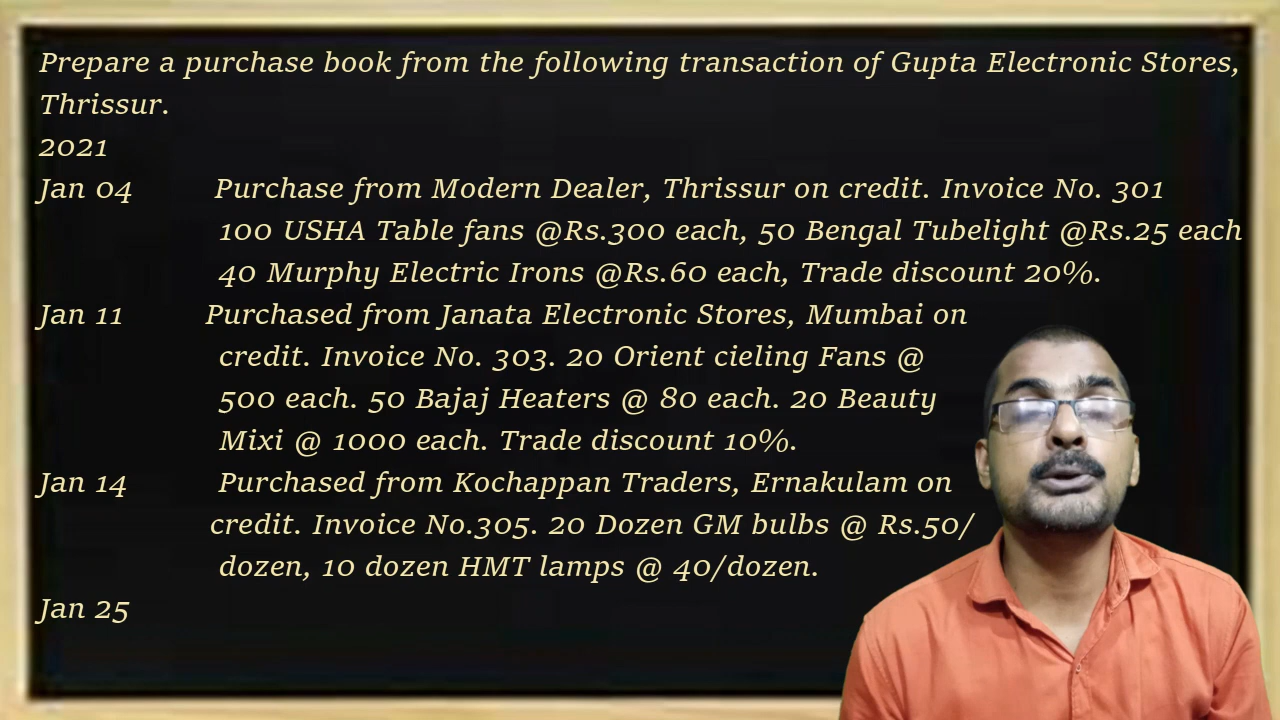 Prepare a purchase book from the following transaction of Gupta Electronic Stores,
Thrissur.
2021
Jan 04 Purchase from Modern Dealer, Thrissur on credit. Invoice No. 301
100 USHA Table fans @Rs.300 each, 50 Bengal Tubelight @Rs.25 each
40 Murphy Electric Irons @Rs.60 each, Trade discount 20%.
Jan 11 Purchased from Janata Electronic Stores, Mumbai on
credit. Invoice No. 303. 20 Orient cieling Fans @
500 each. 50 Bajaj Heaters @ 80 each. 20 Beauty
Mixi @ 1000 each. Trade discount 10%.
Jan 14 Purchased from Kochappan Traders, Ernakulam on
credit. Invoice No.305. 20 Dozen GM bulbs @ Rs.50/
dozen, 10 dozen HMT lamps @ 40/dozen.
Jan 25